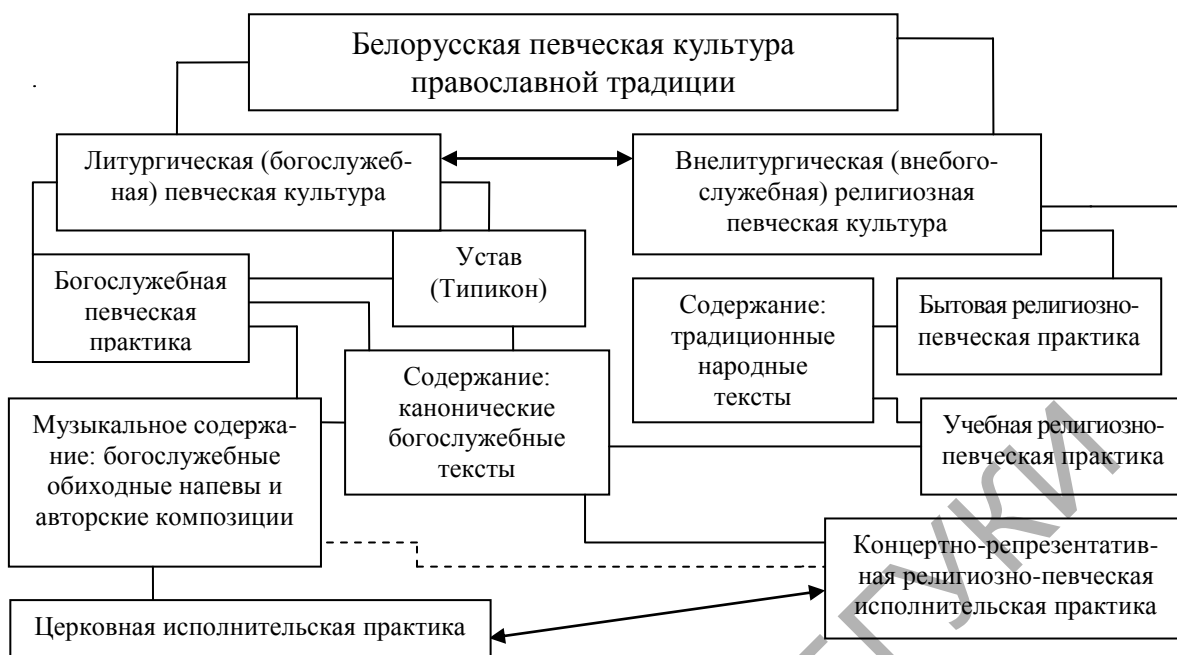 Белорусская певческая культура
православной традиции
Литургическая (богослужеб-
ная) певческая культура
Внелитургическая (внебого-
служебная) религиозная
певческая культура
Богослужебная
певческая
практика
Устав
(Типикон)
Содержание:
традиционные
народные
тексты
Бытовая религиозно-
певческая практика
Музыкальное содержа-
ние: богослужебные
обиходные напевы и
авторские композиции
Содержание:
канонические
богослужебные
тексты
Учебная религиозно-
певческая практика
Концертно-репрезентатив-
ная религиозно-певческая
исполнительская практика
Церковная исполнительская практика
ГУКИ